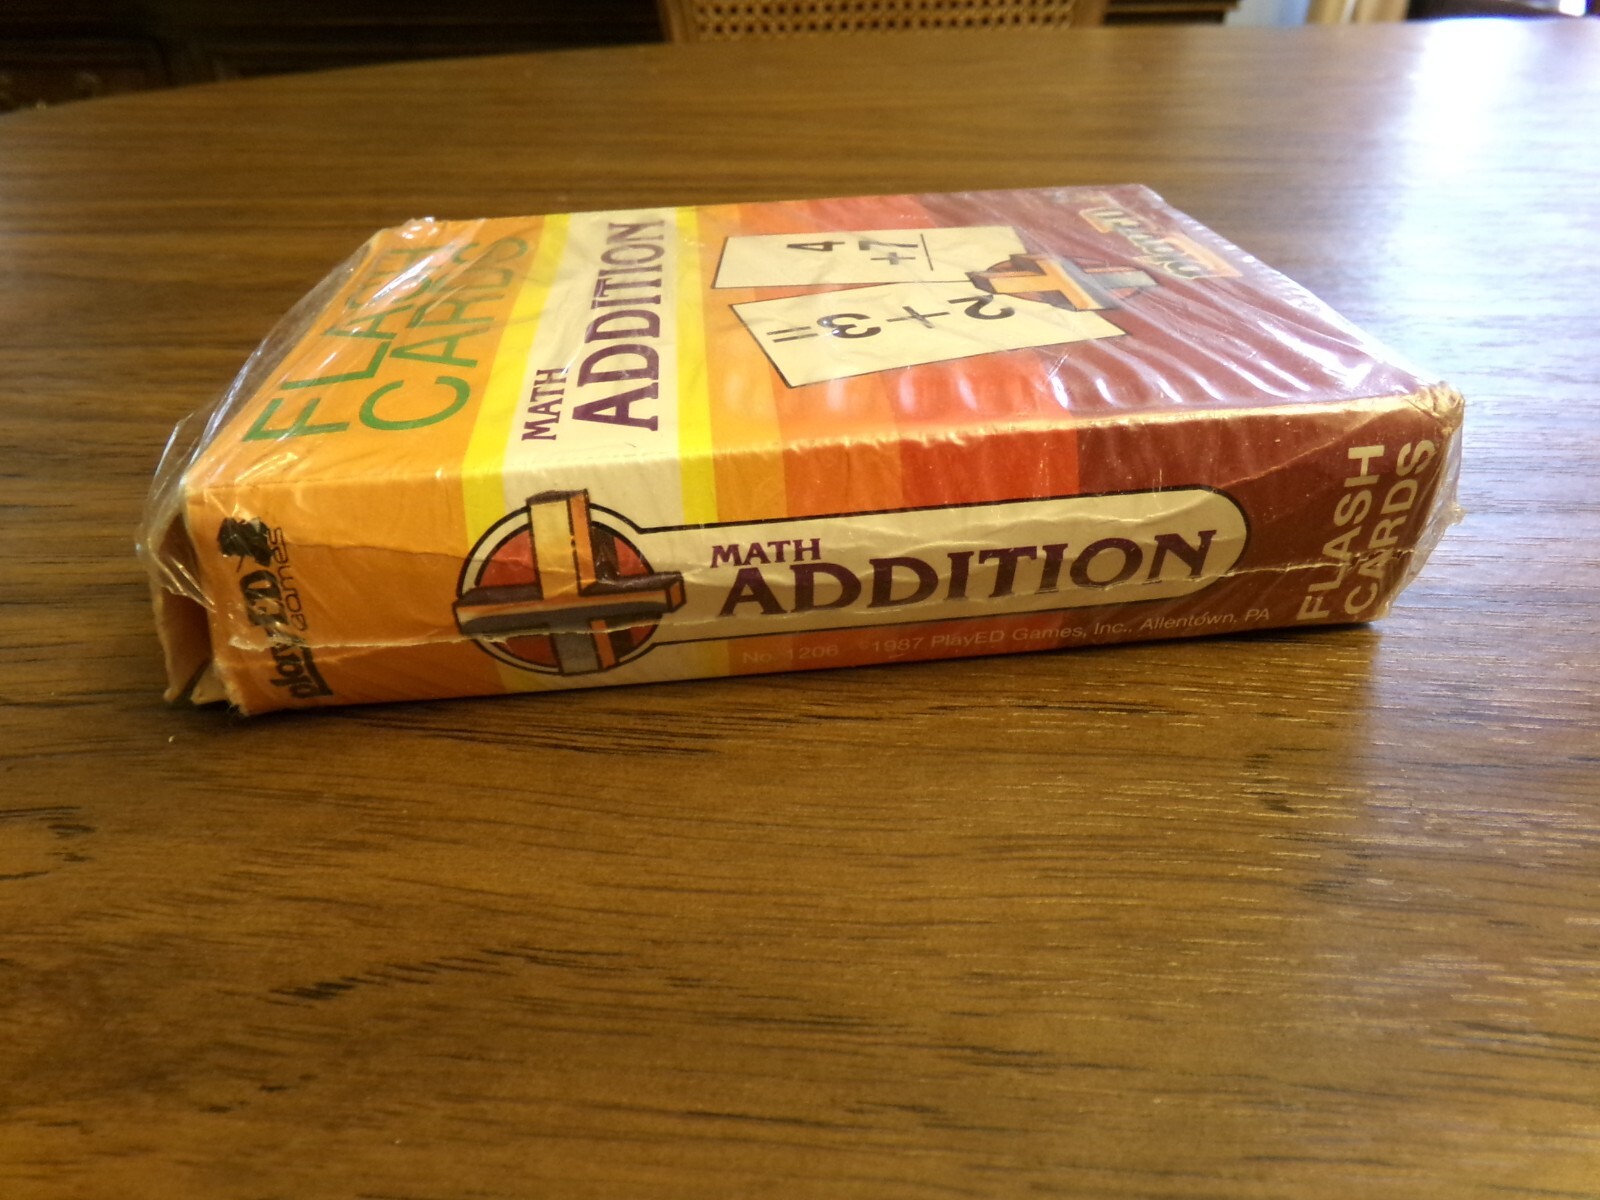 FLASH
CARDS
MATH
ADDITION
4
+7
2+3=
PlayED
games
MATH
ADDITION
No. 1206 ©1987 PlayED Games, Inc., Allentown, PA
FLASH
CARDS